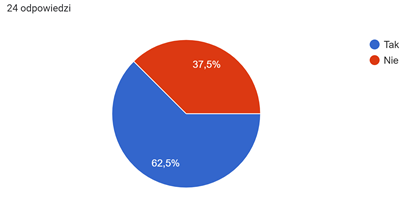 24 odpowiedzi
Tak
Nie
37,5%
62,5%